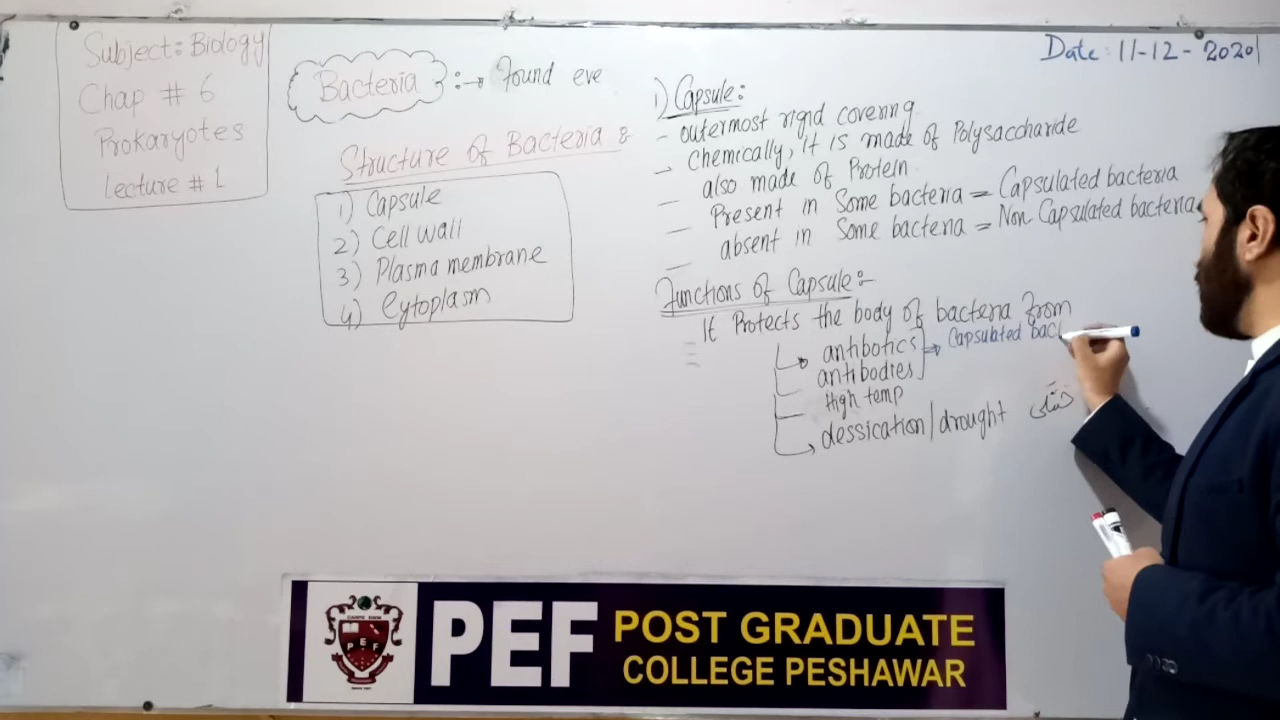 Subject: Biology
Chap # 6
Prokaryotes
Lecture # 1
Bacteria :→ Found eve
Structure of Bacteria :
1) Capsule
2) Cell wall
3) Plasma membrane
4) Cytoplasm
Date: 11-12-2020
1) Capsule:
– outermost rigid covering
– Chemically, it is made of Polysaccharide
– also made of Protein.
– Present in Some bacteria = Capsulated bacteria
– absent in Some bacteria = Non Capsulated bacteria
Functions of Capsule:-
It Protects the body of bacteria from
antibotics → Capsulated bact
antibodies
High temp
dessication/drought
PEF
POST GRADUATE
COLLEGE PESHAWAR
P E F